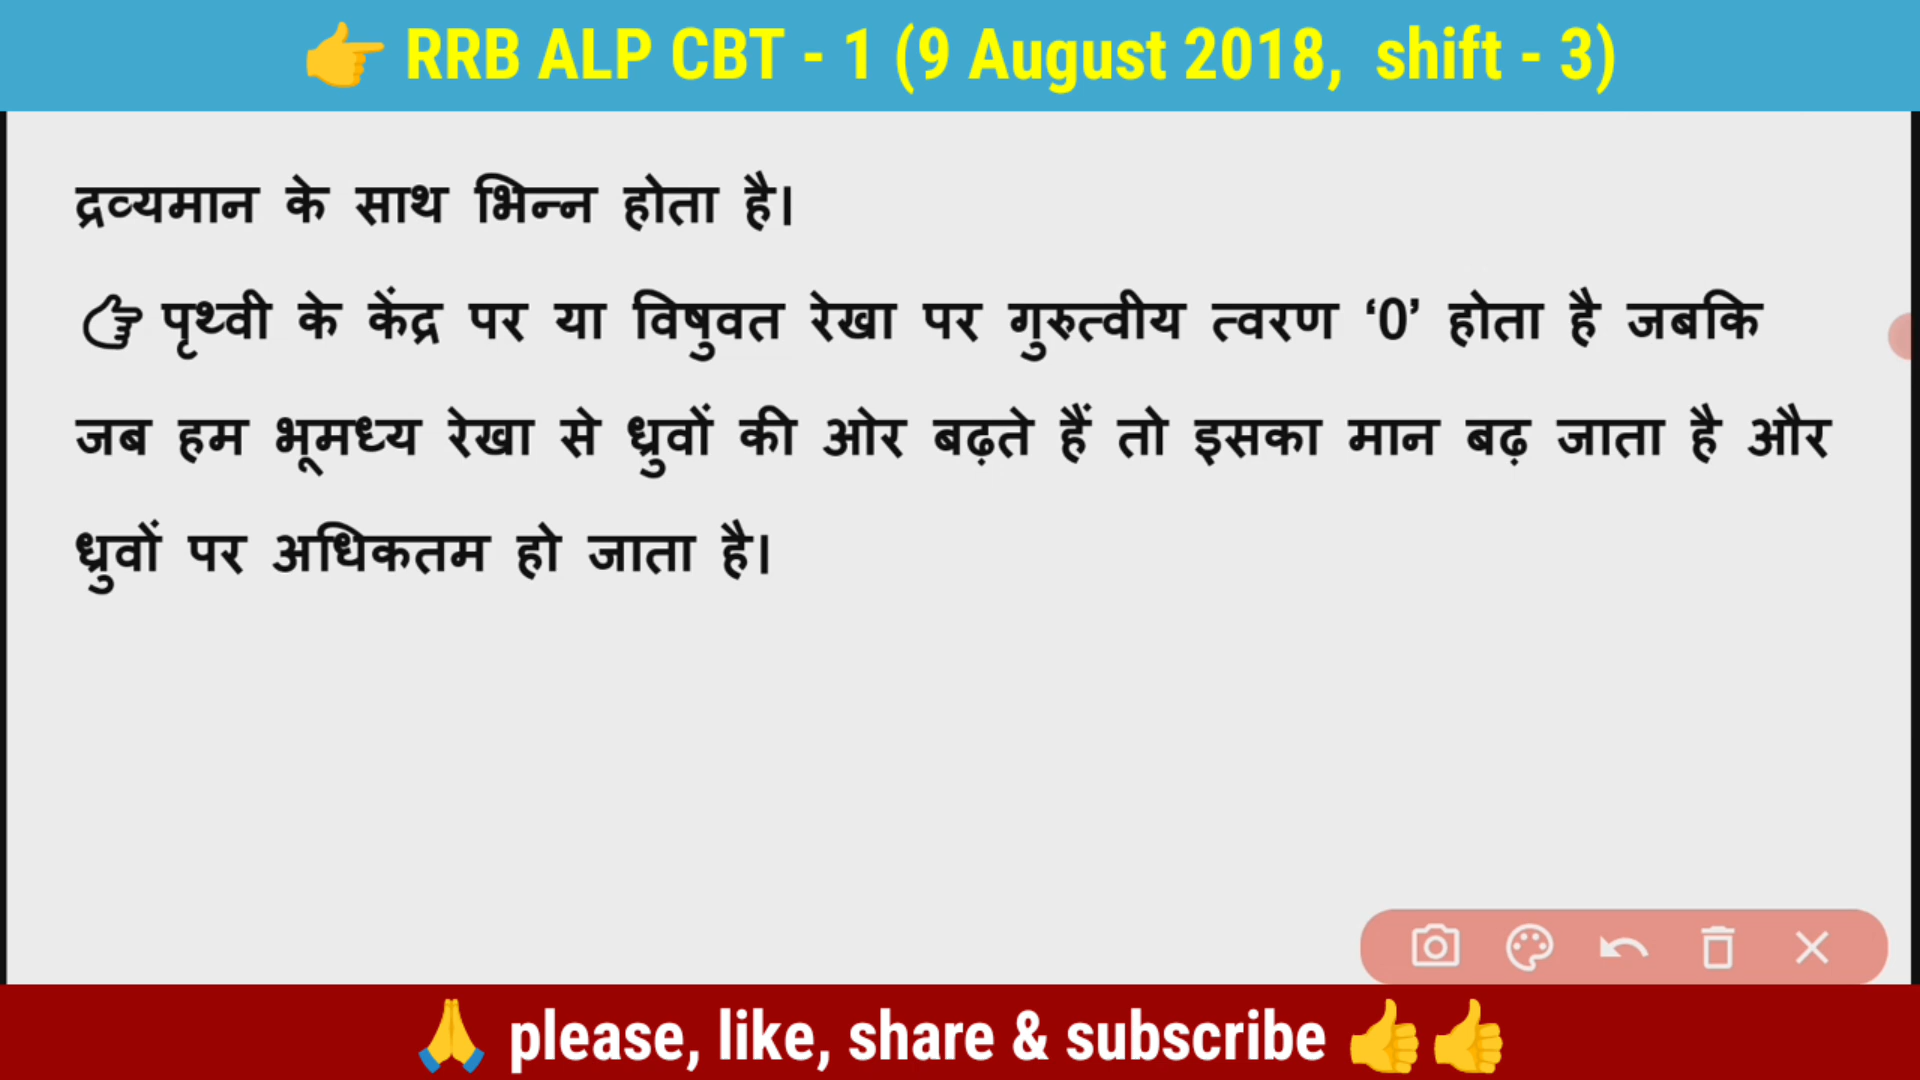 👉 RRB ALP CBT - 1 (9 August 2018, shift - 3)
द्रव्यमान के साथ भिन्न होता है।
👉 पृथ्वी के केंद्र पर या विषुवत रेखा पर गुरुत्वीय त्वरण ‘0’ होता है जबकि
जब हम भूमध्य रेखा से ध्रुवों की ओर बढ़ते हैं तो इसका मान बढ़ जाता है और
ध्रुवों पर अधिकतम हो जाता है।
🙏 please, like, share & subscribe 👍👍